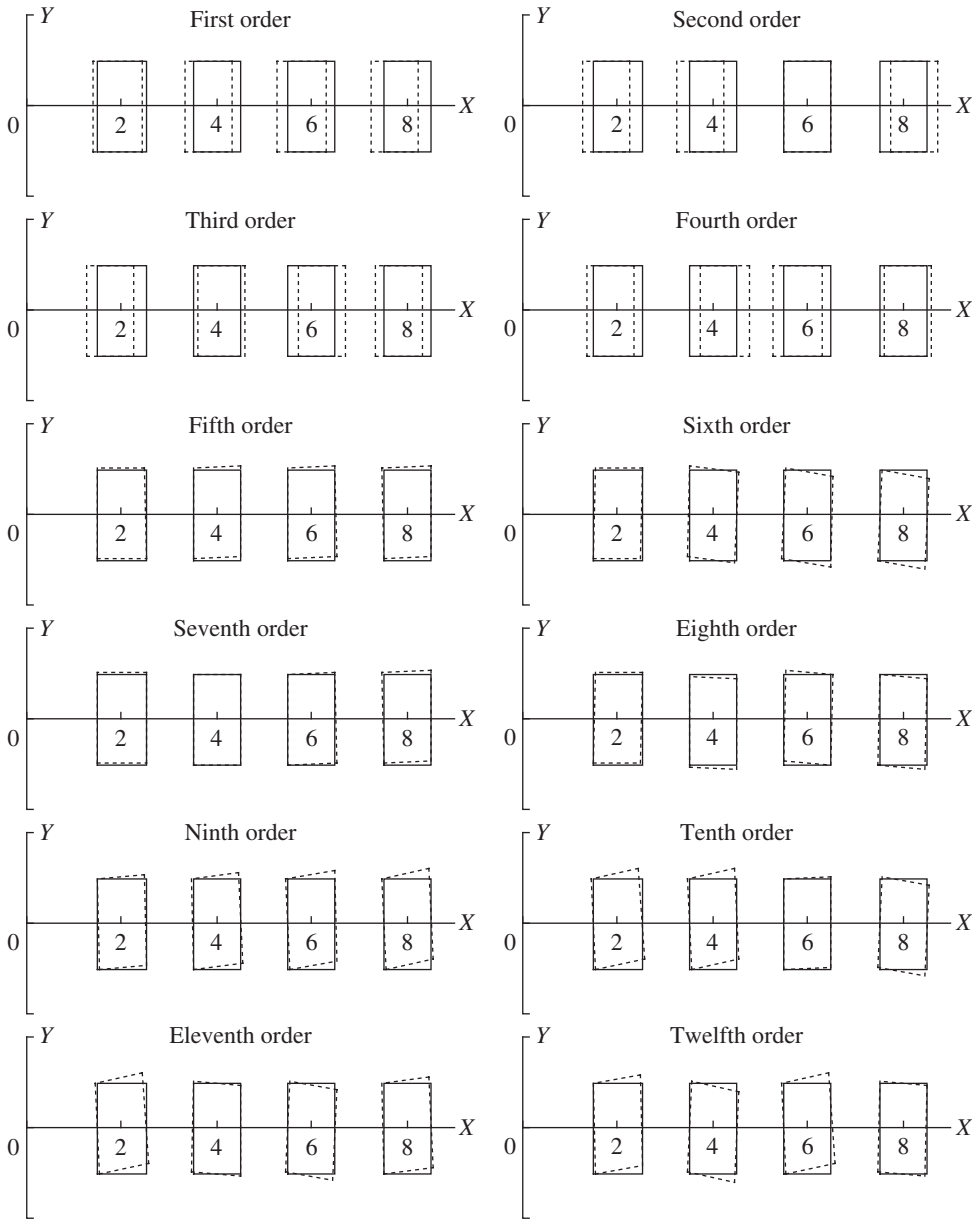 Y First order
X
0 2 4 6 8
Y Second order
X
0 2 4 6 8
Y Third order
X
0 2 4 6 8
Y Fourth order
X
0 2 4 6 8
Y Fifth order
X
0 2 4 6 8
Y Sixth order
X
0 2 4 6 8
Y Seventh order
X
0 2 4 6 8
Y Eighth order
X
0 2 4 6 8
Y Ninth order
X
0 2 4 6 8
Y Tenth order
X
0 2 4 6 8
Y Eleventh order
X
0 2 4 6 8
Y Twelfth order
X
0 2 4 6 8